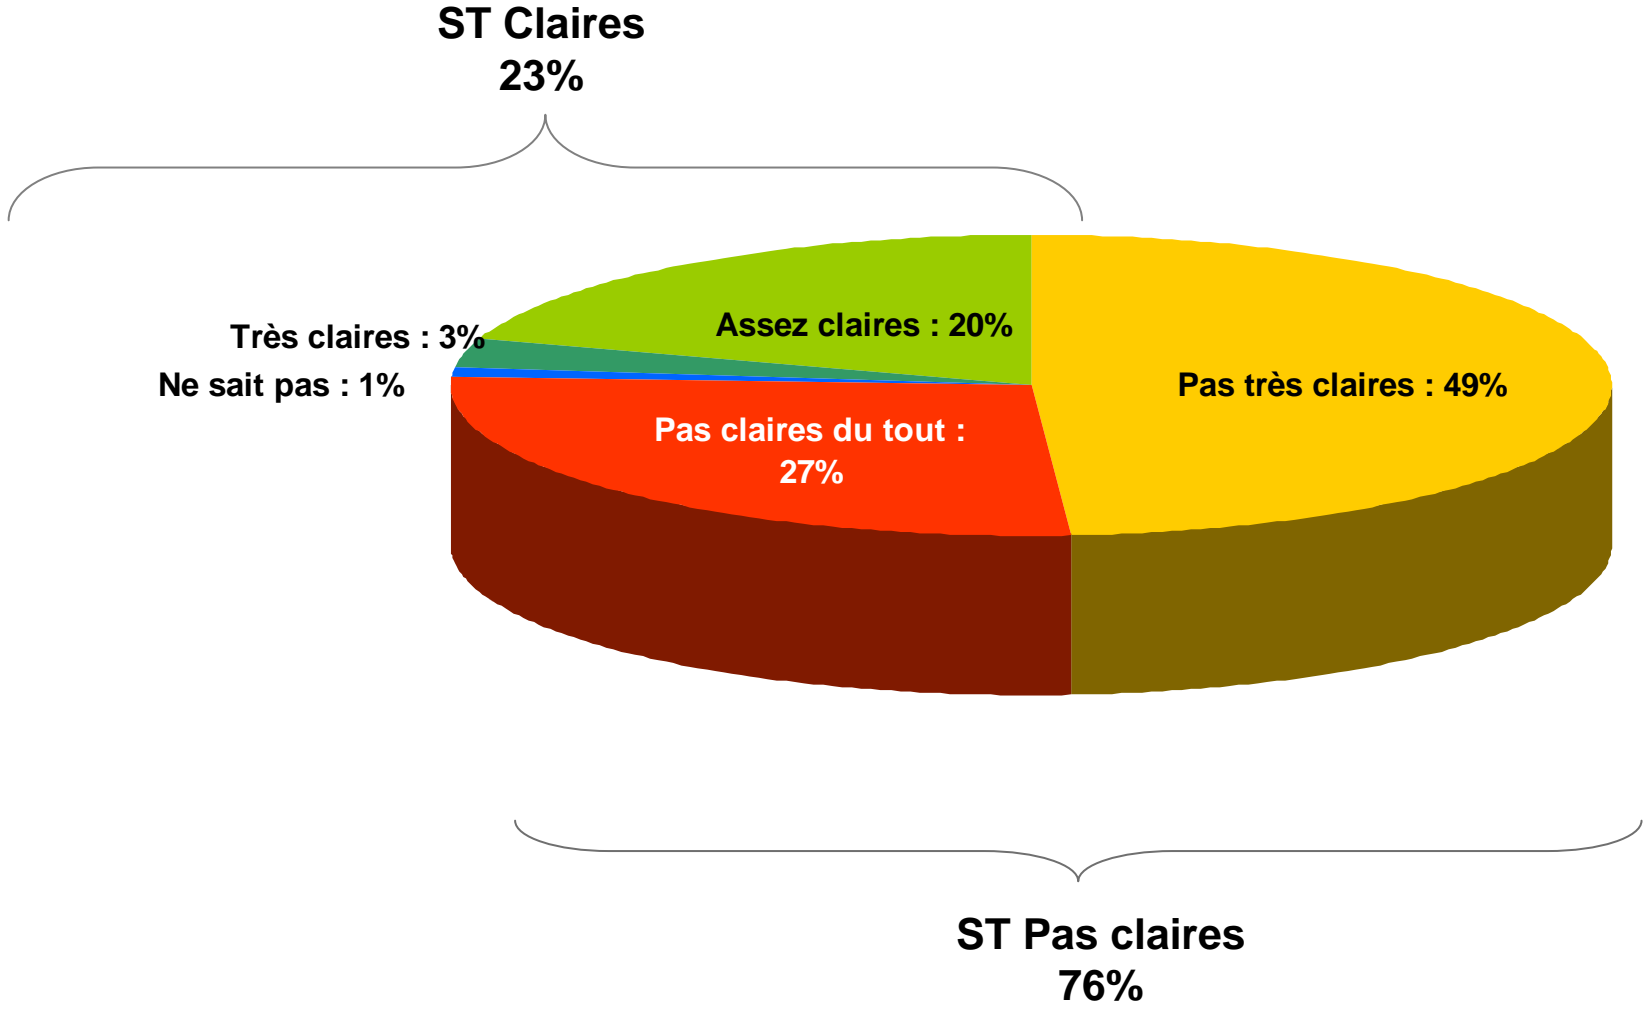 ST Claires
23%
Assez claires : 20%
Très claires : 3%
Ne sait pas : 1%
Pas très claires : 49%
Pas claires du tout :
27%
ST Pas claires
76%